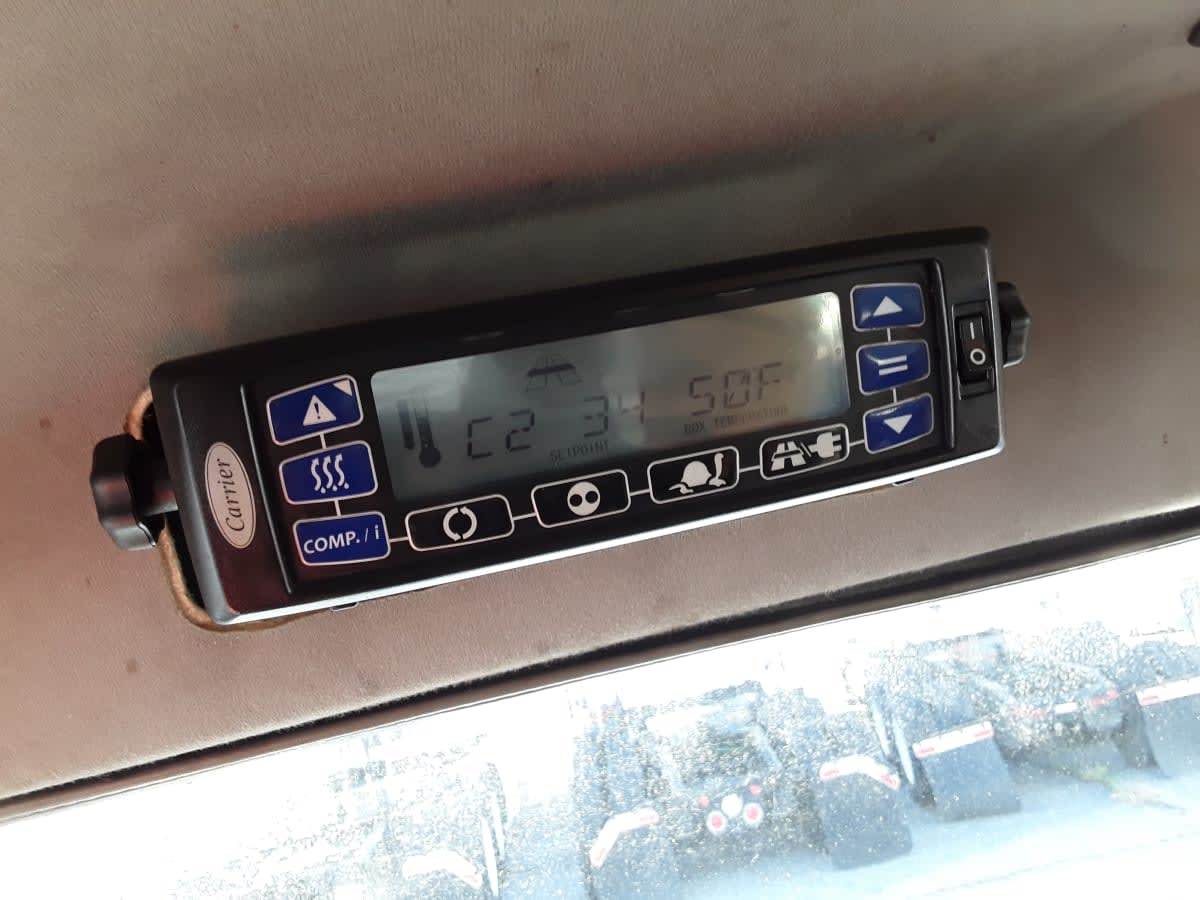 C2 34 50F
SETPOINT BOX TEMPERATURE
Carrier
COMP. / i
I
O